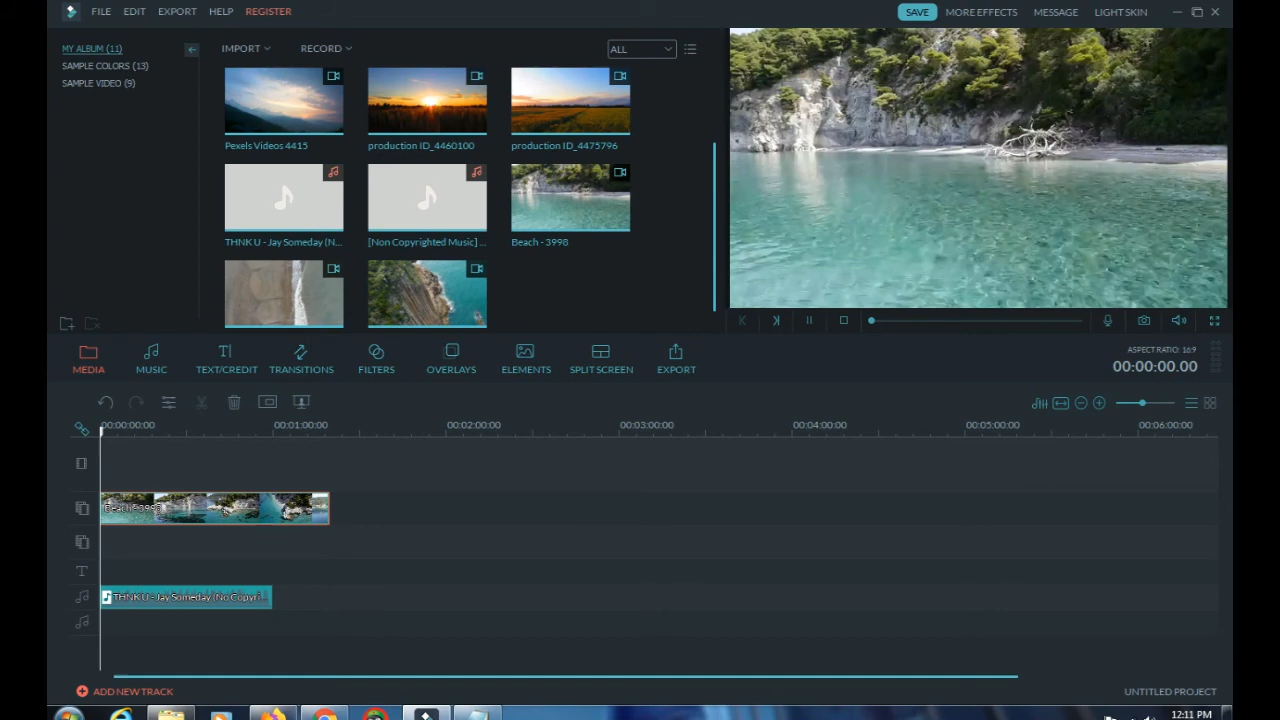 FILE EDIT EXPORT HELP REGISTER SAVE MORE EFFECTS MESSAGE LIGHT SKIN
MY ALBUM (11)
SAMPLE COLORS (13)
SAMPLE VIDEO (9)
IMPORT RECORD ALL
Pexels Videos 4415 production ID_4460100 production ID_4475796
THNK U - Jay Someday (N... [Non Copyrighted Music] ... Beach - 3998
ASPECT RATIO: 16:9
00:00:00.00
MEDIA MUSIC TEXT/CREDIT TRANSITIONS FILTERS OVERLAYS ELEMENTS SPLIT SCREEN EXPORT
00:00:00:00 00:01:00:00 00:02:00:00 00:03:00:00 00:04:00:00 00:05:00:00 00:06:00:00
Beach - 3998
T
THNK U - Jay Someday (No Copyri...
ADD NEW TRACK UNTITLED PROJECT
12:11 PM